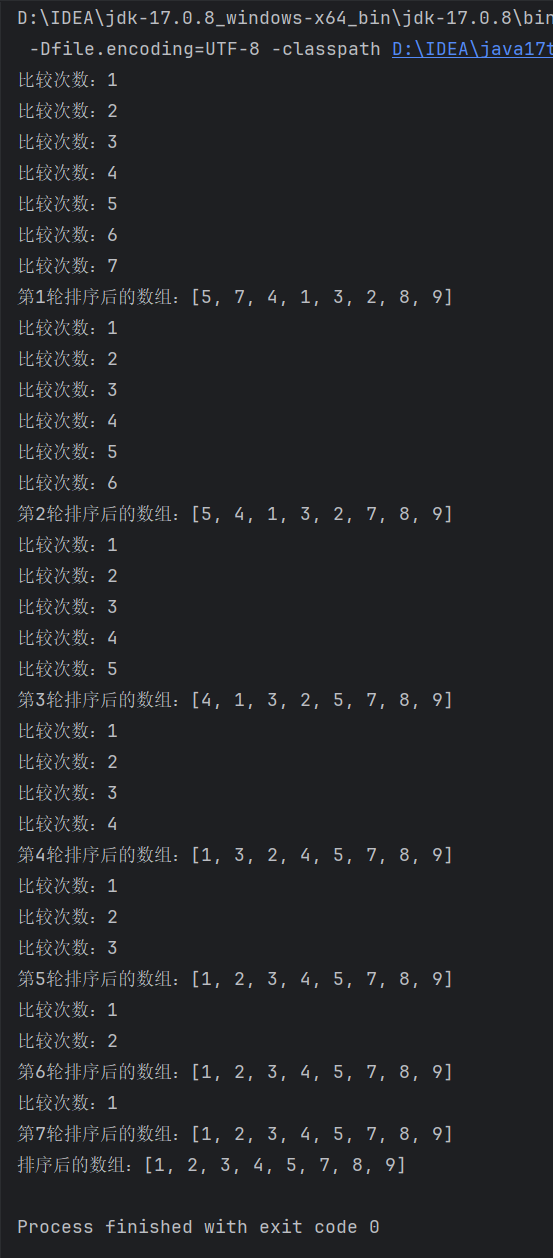 D:\IDEA\jdk-17.0.8_windows-x64_bin\jdk-17.0.8\bin
-Dfile.encoding=UTF-8 -classpath D:\IDEA\java17t
比较次数：1
比较次数：2
比较次数：3
比较次数：4
比较次数：5
比较次数：6
比较次数：7
第1轮排序后的数组：[5, 7, 4, 1, 3, 2, 8, 9]
比较次数：1
比较次数：2
比较次数：3
比较次数：4
比较次数：5
比较次数：6
第2轮排序后的数组：[5, 4, 1, 3, 2, 7, 8, 9]
比较次数：1
比较次数：2
比较次数：3
比较次数：4
比较次数：5
第3轮排序后的数组：[4, 1, 3, 2, 5, 7, 8, 9]
比较次数：1
比较次数：2
比较次数：3
比较次数：4
第4轮排序后的数组：[1, 3, 2, 4, 5, 7, 8, 9]
比较次数：1
比较次数：2
比较次数：3
第5轮排序后的数组：[1, 2, 3, 4, 5, 7, 8, 9]
比较次数：1
比较次数：2
第6轮排序后的数组：[1, 2, 3, 4, 5, 7, 8, 9]
比较次数：1
第7轮排序后的数组：[1, 2, 3, 4, 5, 7, 8, 9]
排序后的数组：[1, 2, 3, 4, 5, 7, 8, 9]
Process finished with exit code 0